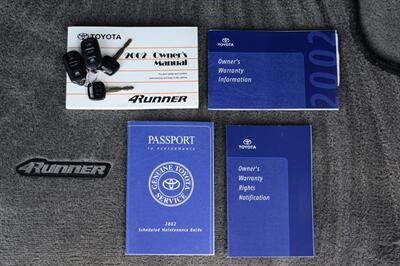 TOYOTA
2002 Owner's
Manual
4RUNNER
TOYOTA
Owner's
Warranty
Information
2002
PASSPORT
TO PERFORMANCE
GENUINE TOYOTA
SERVICE
2002
Scheduled Maintenance Guide
TOYOTA
Owner's
Warranty
Rights
Notification
4RUNNER